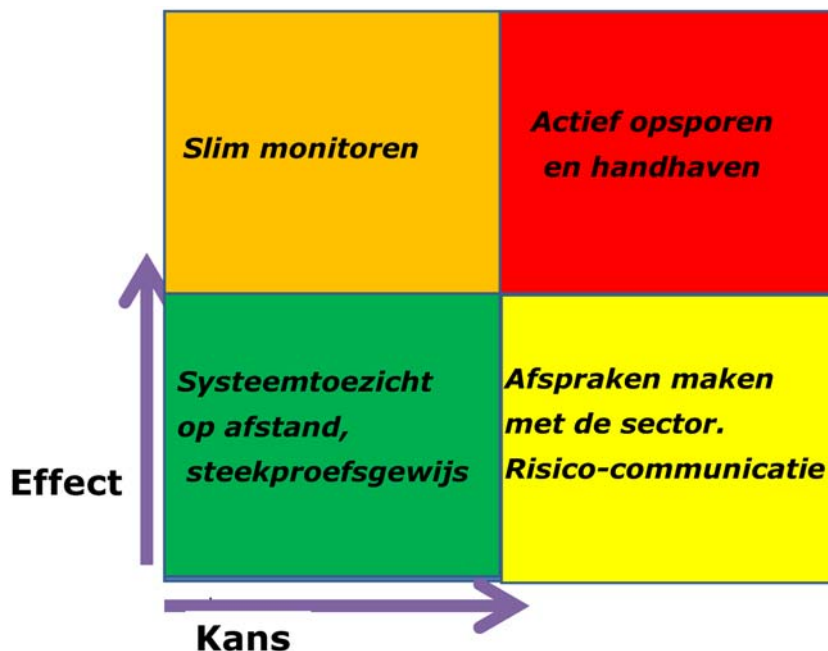 Slim monitoren
Actief opsporen
en handhaven
Systeemtoezicht
op afstand,
steekproefsgewijs
Afspraken maken
met de sector.
Risico-communicatie
Effect
Kans